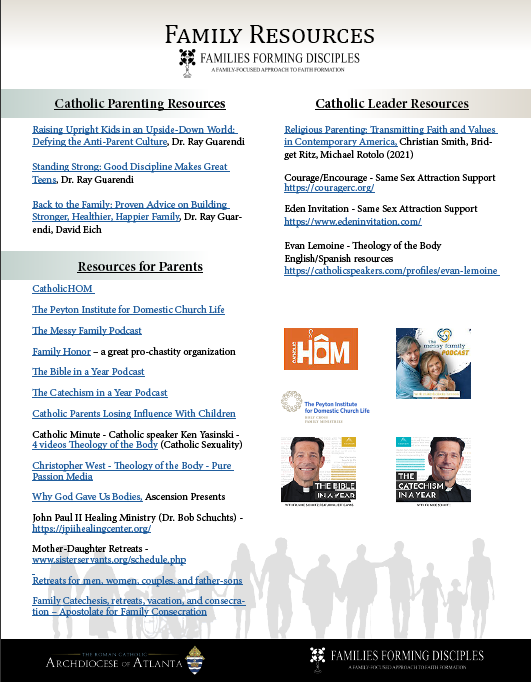 FAMILY RESOURCES
FAMILIES FORMING DISCIPLES
A FAMILY-FOCUSED APPROACH TO FAITH FORMATION
Catholic Parenting Resources
Raising Upright Kids in an Upside-Down World:
Defying the Anti-Parent Culture, Dr. Ray Guarendi
Standing Strong: Good Discipline Makes Great
Teens, Dr. Ray Guarendi
Back to the Family: Proven Advice on Building
Stronger, Healthier, Happier Family, Dr. Ray Guar-
endi, David Eich
Resources for Parents
CatholicHOM
The Peyton Institute for Domestic Church Life
The Messy Family Podcast
Family Honor – a great pro-chastity organization
The Bible in a Year Podcast
The Catechism in a Year Podcast
Catholic Parents Losing Influence With Children
Catholic Minute - Catholic speaker Ken Yasinski -
4 videos Theology of the Body (Catholic Sexuality)
Christopher West - Theology of the Body - Pure
Passion Media
Why God Gave Us Bodies, Ascension Presents
John Paul II Healing Ministry (Dr. Bob Schuchts) -
https://jpiihealingcenter.org/
Mother-Daughter Retreats -
www.sisterservants.org/schedule.php
Retreats for men, women, couples, and father-sons
Family Catechesis, retreats, vacation, and consecra-
tion – Apostolate for Family Consecration
Catholic Leader Resources
Religious Parenting: Transmitting Faith and Values
in Contemporary America, Christian Smith, Brid-
get Ritz, Michael Rotolo (2021)
Courage/Encourage - Same Sex Attraction Support
https://couragerc.org/
Eden Invitation - Same Sex Attraction Support
https://www.edeninvitation.com/
Evan Lemoine - Theology of the Body
English/Spanish resources
https://catholicspeakers.com/profiles/evan-lemoine
CATHOLIC HŌM
the
messy family
PODCAST
The Peyton Institute
for Domestic Church Life
HOLY CROSS
FAMILY MINISTRIES
THE BIBLE
IN A YEAR
THE
CATECHISM
IN A YEAR
THE ROMAN CATHOLIC
ARCHDIOCESE OF ATLANTA
FAMILIES FORMING DISCIPLES
A FAMILY-FOCUSED APPROACH TO FAITH FORMATION